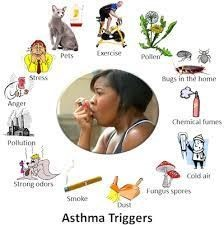 Pets
Exercise
Pollen
Stress
Bugs in the home
Anger
Chemical fumes
Pollution
Cold air
Strong odors
Smoke
Dust
Fungus spores
Asthma Triggers